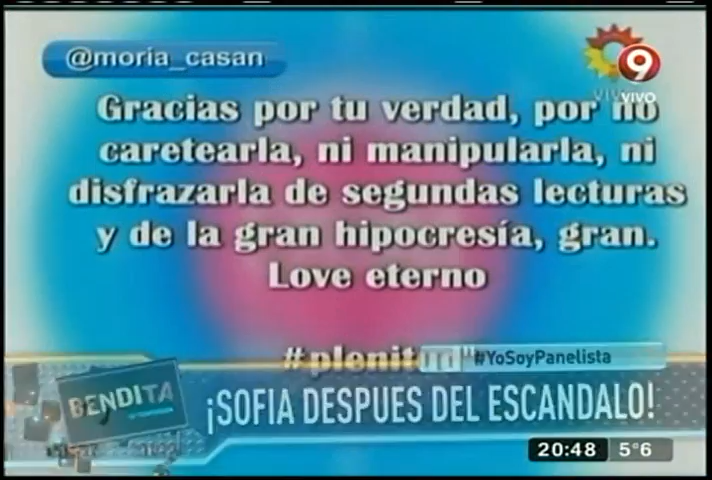 @moria_casan
9
VIVO
Gracias por tu verdad, por no
caretearla, ni manipularla, ni
disfrazarla de segundas lecturas
y de la gran hipocresía, gran.
Love eterno
#plenitud"
#YoSoyPanelista
BENDITA
¡SOFIA DESPUES DEL ESCANDALO!
20:48 5°6